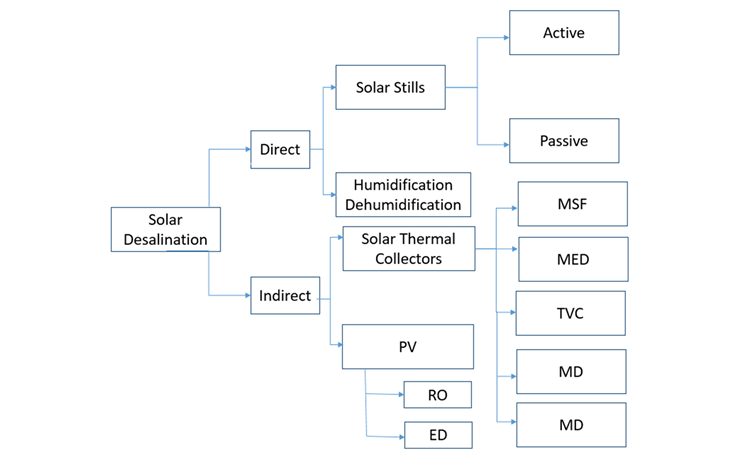 Solar
Desalination
Direct
Indirect
Solar Stills
Humidification
Dehumidification
Solar Thermal
Collectors
PV
RO
ED
Active
Passive
MSF
MED
TVC
MD
MD